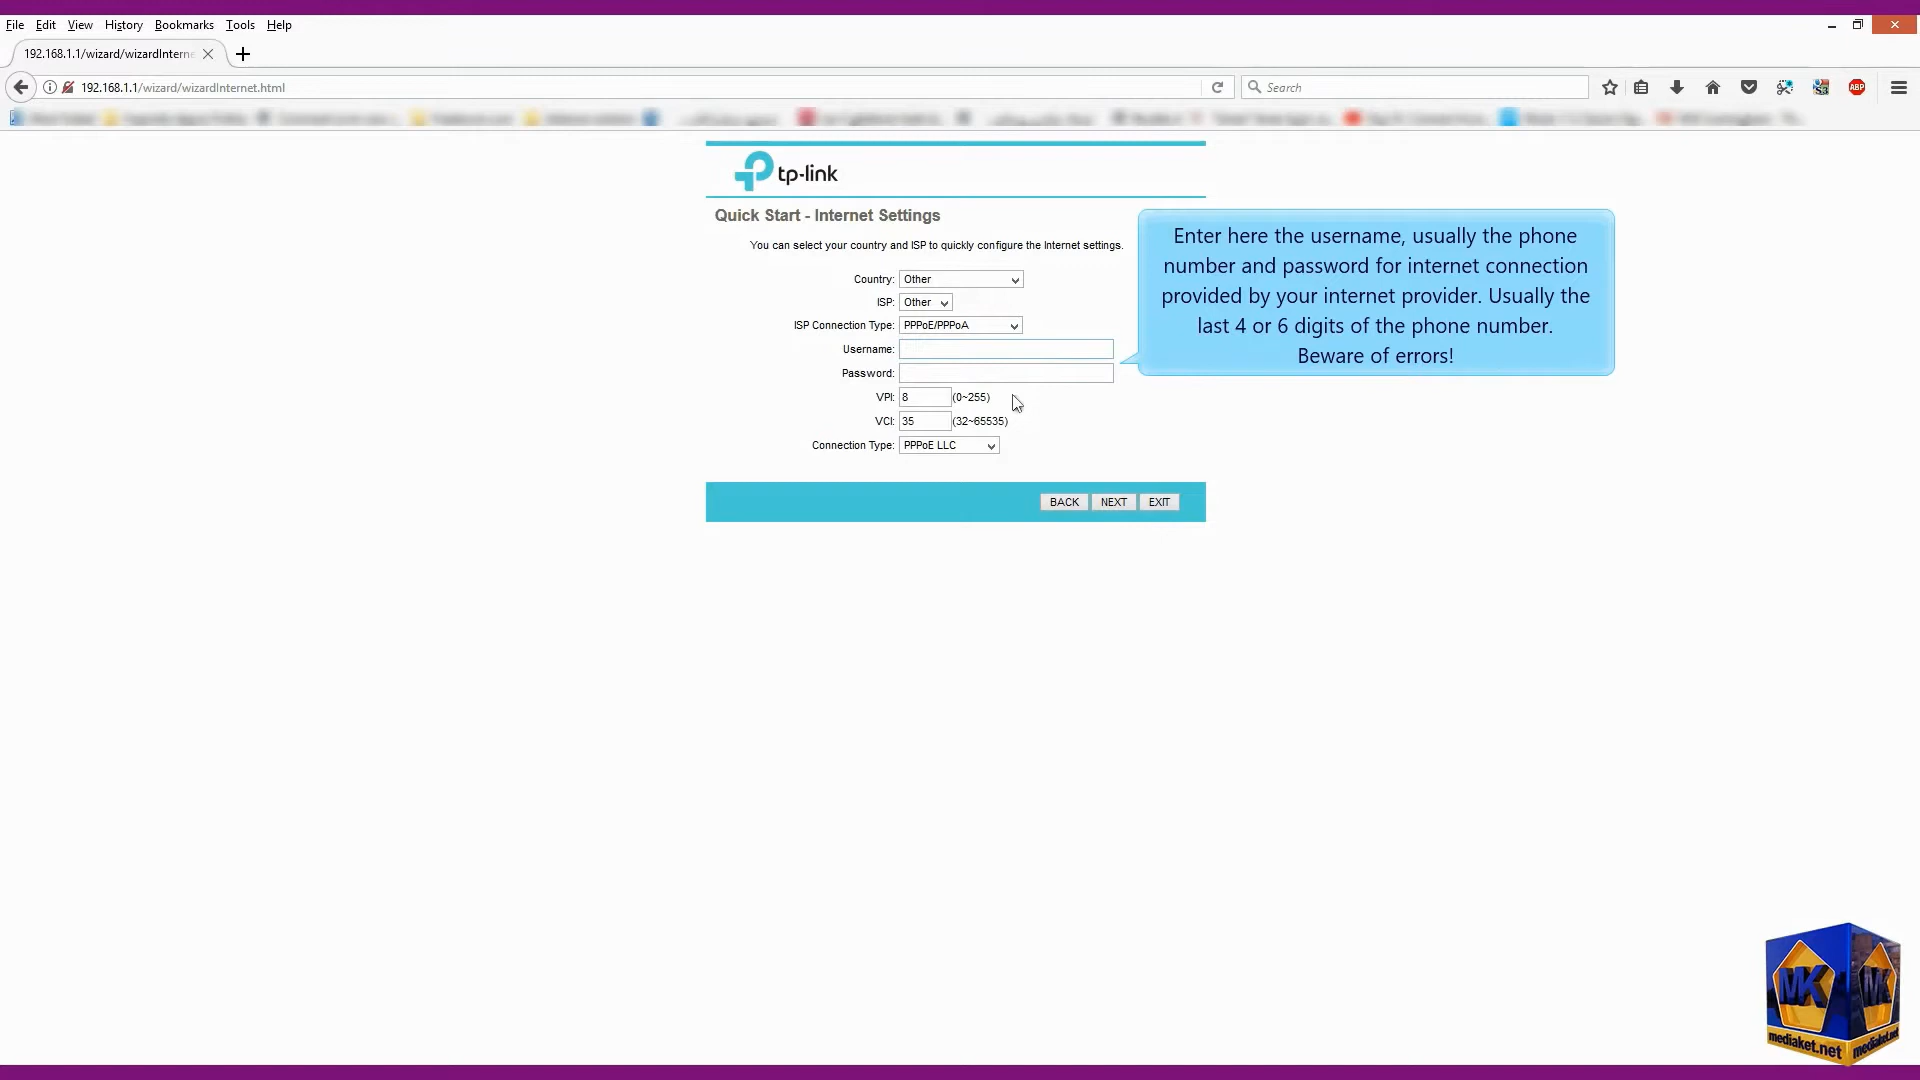 File Edit View History Bookmarks Tools Help
192.168.1.1/wizard/wizardInterne
192.168.1.1/wizard/wizardInternet.html
Search
ABP
tp-link
Quick Start - Internet Settings
You can select your country and ISP to quickly configure the Internet settings.
Country: Other
ISP: Other
ISP Connection Type: PPPoE/PPPoA
Username:
Password:
VPI: 8 (0~255)
VCI: 35 (32~65535)
Connection Type: PPPoE LLC
BACK NEXT EXIT
Enter here the username, usually the phone
number and password for internet connection
provided by your internet provider. Usually the
last 4 or 6 digits of the phone number.
Beware of errors!
MK MK
mediaket.net mediaket.net